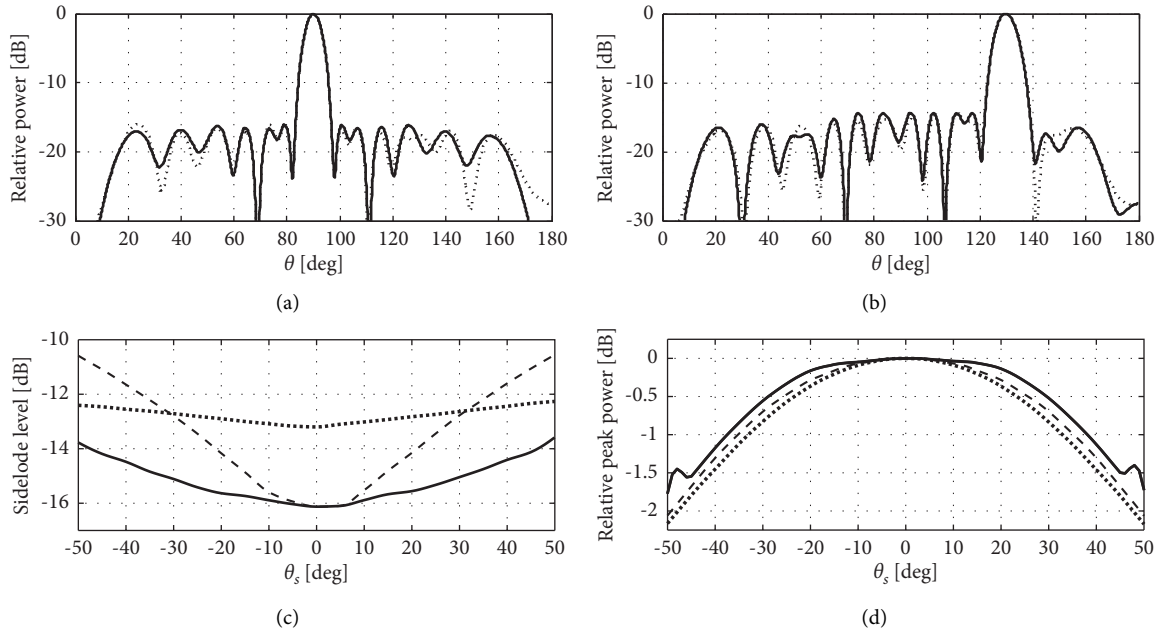 Relative power [dB]
0
-10
-20
-30
0 20 40 60 80 100 120 140 160 180
θ [deg]
(a)
Relative power [dB]
0
-10
-20
-30
0 20 40 60 80 100 120 140 160 180
θ [deg]
(b)
Sidelode level [dB]
-10
-12
-14
-16
-50 -40 -30 -20 -10 0 10 20 30 40 50
θs [deg]
(c)
Relative peak power [dB]
0
-0.5
-1
-1.5
-2
-50 -40 -30 -20 -10 0 10 20 30 40 50
θs [deg]
(d)